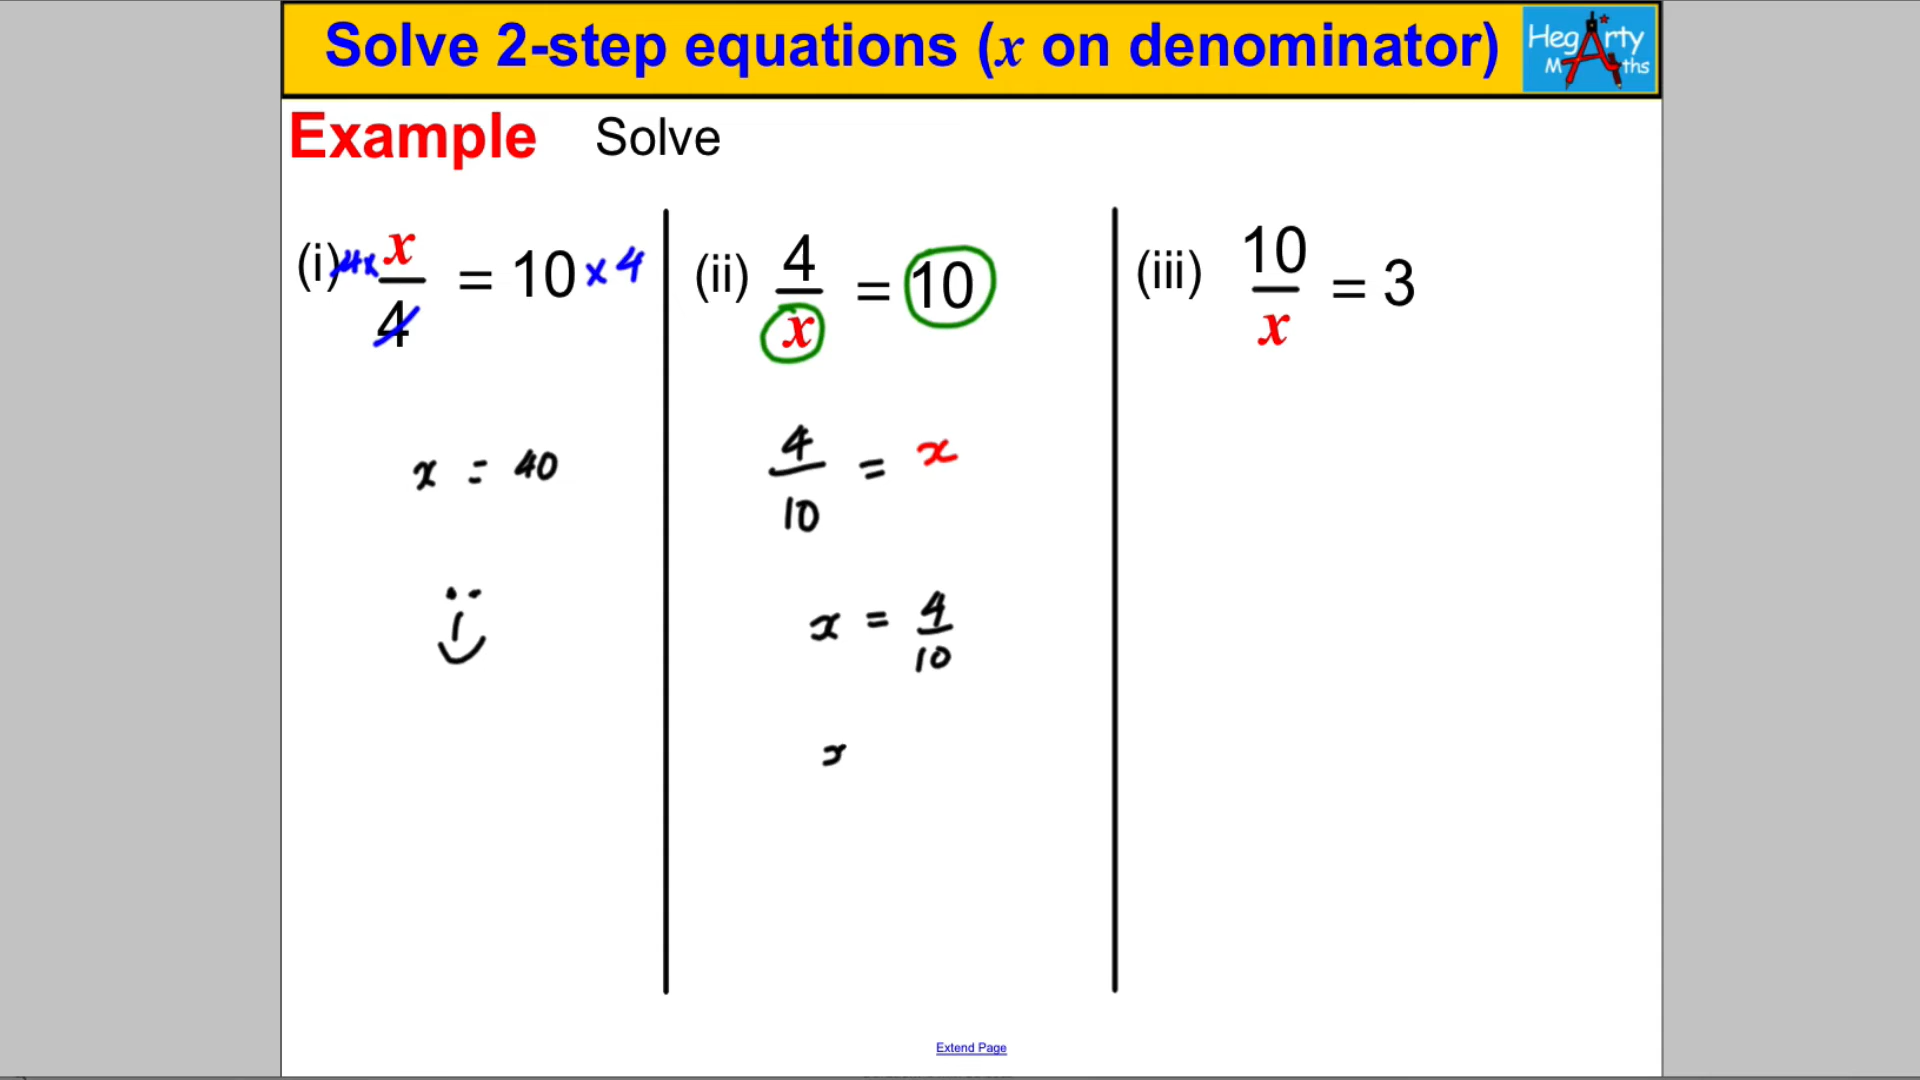 Solve 2-step equations (x on denominator)
Hegarty
Maths
Example Solve
(i) 4x x/4 = 10 x 4
x = 40
(ii) 4/x = 10
4/10 = x
x = 4/10
x
(iii) 10/x = 3
Extend Page